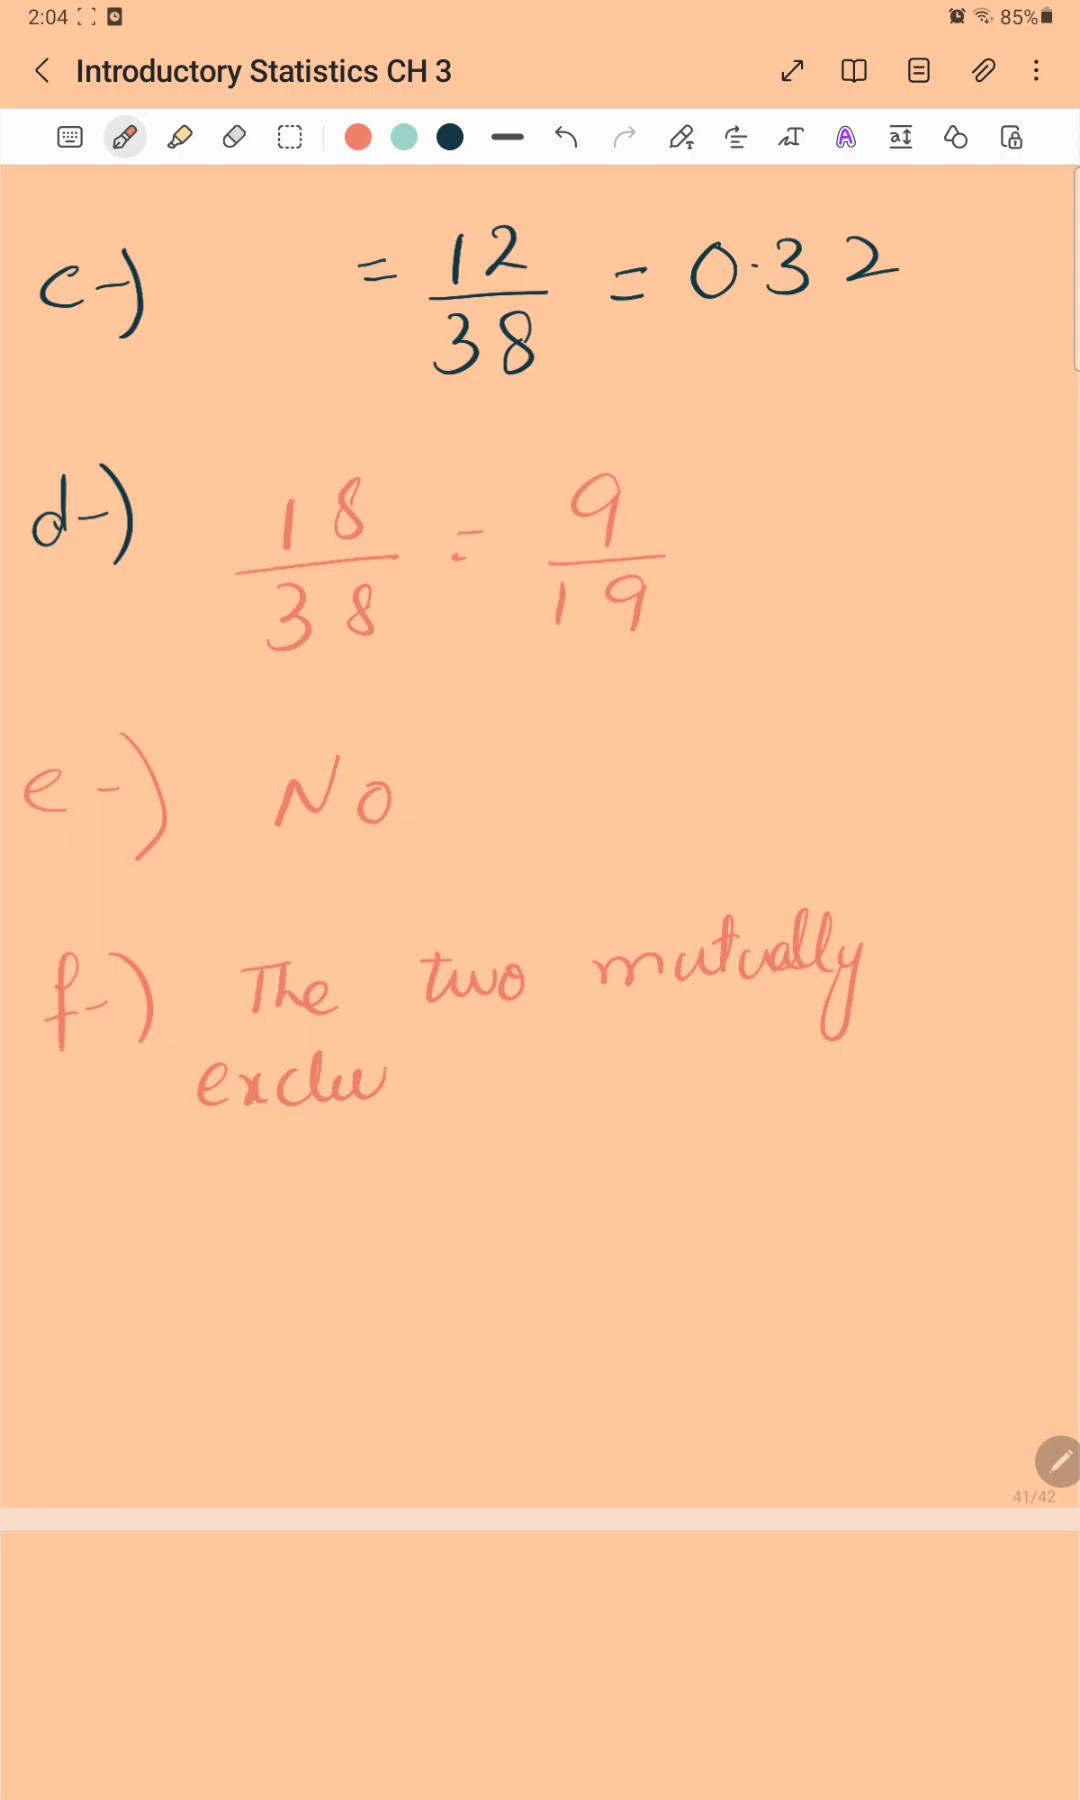 2:04 85%
Introductory Statistics CH 3
c-) = 12/38 = 0.32
d-) 18/38 = 9/19
e-) No
f-) The two mutually
exclu
41/42